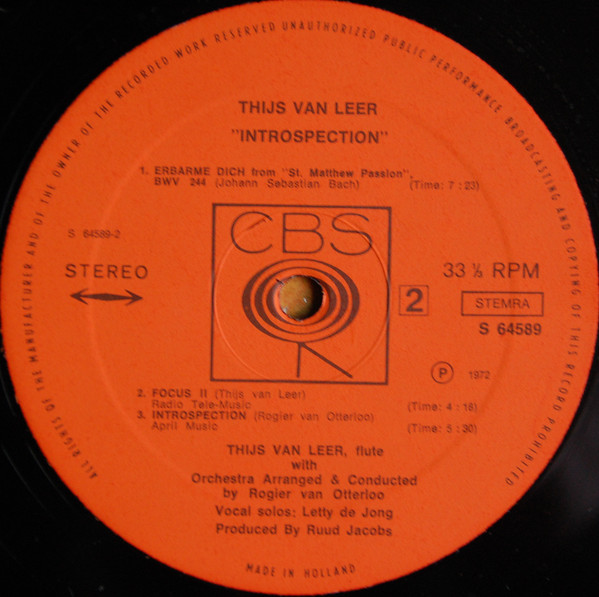 ALL RIGHTS OF THE MANUFACTURER AND OF THE OWNER OF THE RECORDED WORK RESERVED UNAUTHORIZED PUBLIC PERFORMANCE. BROADCASTING AND COPYING OF THIS RECORD PROHIBITED
THIJS VAN LEER
"INTROSPECTION"
1. ERBARME DICH from "St. Matthew Passion",
BWV 244 (Johann Sebastian Bach) (Time: 7 : 23)
CBS
S 64589-2
STEREO
33 ⅓ RPM
2
STEMRA
S 64589
P 1972
2. FOCUS II (Thijs van Leer)
Radio Tele-Music (Time: 4 : 16)
3. INTROSPECTION (Rogier van Otterloo)
April Music (Time: 5 : 30)
THIJS VAN LEER, flute
with
Orchestra Arranged & Conducted
by Rogier van Otterloo
Vocal solos: Letty de Jong
Produced By Ruud Jacobs
MADE IN HOLLAND